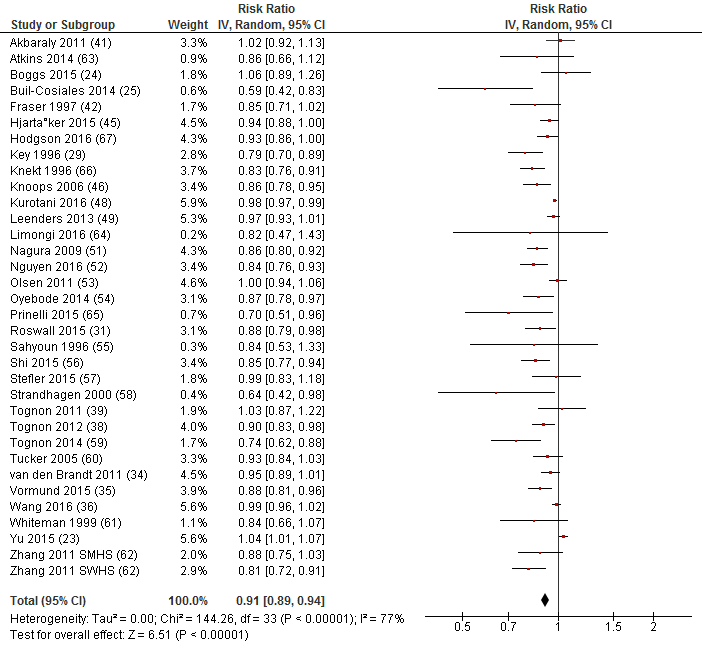 Risk Ratio Risk Ratio
Study or Subgroup Weight IV, Random, 95% CI IV, Random, 95% CI
Akbaraly 2011 (41) 3.3% 1.02 [0.92, 1.13]
Atkins 2014 (63) 0.9% 0.86 [0.66, 1.12]
Boggs 2015 (24) 1.8% 1.06 [0.89, 1.26]
Buil-Cosiales 2014 (25) 0.6% 0.59 [0.42, 0.83]
Fraser 1997 (42) 1.7% 0.85 [0.71, 1.02]
Hjarta°ker 2015 (45) 4.5% 0.94 [0.88, 1.00]
Hodgson 2016 (67) 4.3% 0.93 [0.86, 1.00]
Key 1996 (29) 2.8% 0.79 [0.70, 0.89]
Knekt 1996 (66) 3.7% 0.83 [0.76, 0.91]
Knoops 2006 (46) 3.4% 0.86 [0.78, 0.95]
Kurotani 2016 (48) 5.9% 0.98 [0.97, 0.99]
Leenders 2013 (49) 5.3% 0.97 [0.93, 1.01]
Limongi 2016 (64) 0.2% 0.82 [0.47, 1.43]
Nagura 2009 (51) 4.3% 0.86 [0.80, 0.92]
Nguyen 2016 (52) 3.4% 0.84 [0.76, 0.93]
Olsen 2011 (53) 4.6% 1.00 [0.94, 1.06]
Oyebode 2014 (54) 3.1% 0.87 [0.78, 0.97]
Prinelli 2015 (65) 0.7% 0.70 [0.51, 0.96]
Roswall 2015 (31) 3.1% 0.88 [0.79, 0.98]
Sahyoun 1996 (55) 0.3% 0.84 [0.53, 1.33]
Shi 2015 (56) 3.4% 0.85 [0.77, 0.94]
Stefler 2015 (57) 1.8% 0.99 [0.83, 1.18]
Strandhagen 2000 (58) 0.4% 0.64 [0.42, 0.98]
Tognon 2011 (39) 1.9% 1.03 [0.87, 1.22]
Tognon 2012 (38) 4.0% 0.90 [0.83, 0.98]
Tognon 2014 (59) 1.8% 0.74 [0.62, 0.88]
Tucker 2005 (60) 3.3% 0.93 [0.84, 1.03]
van den Brandt 2011 (34) 4.5% 0.95 [0.89, 1.01]
Vormund 2015 (35) 3.9% 0.88 [0.81, 0.96]
Wang 2016 (36) 5.6% 0.99 [0.96, 1.02]
Whiteman 1999 (61) 1.1% 0.84 [0.66, 1.07]
Yu 2015 (23) 5.6% 1.04 [1.01, 1.07]
Zhang 2011 SMHS (62) 2.0% 0.88 [0.75, 1.03]
Zhang 2011 SWHS (62) 2.9% 0.81 [0.72, 0.91]
Total (95% CI) 100.0% 0.91 [0.89, 0.94]
Heterogeneity: Tau² = 0.00; Chi² = 144.26, df = 33 (P < 0.00001); I² = 77%
Test for overall effect: Z = 6.51 (P < 0.00001)
0.5 0.7 1 1.5 2